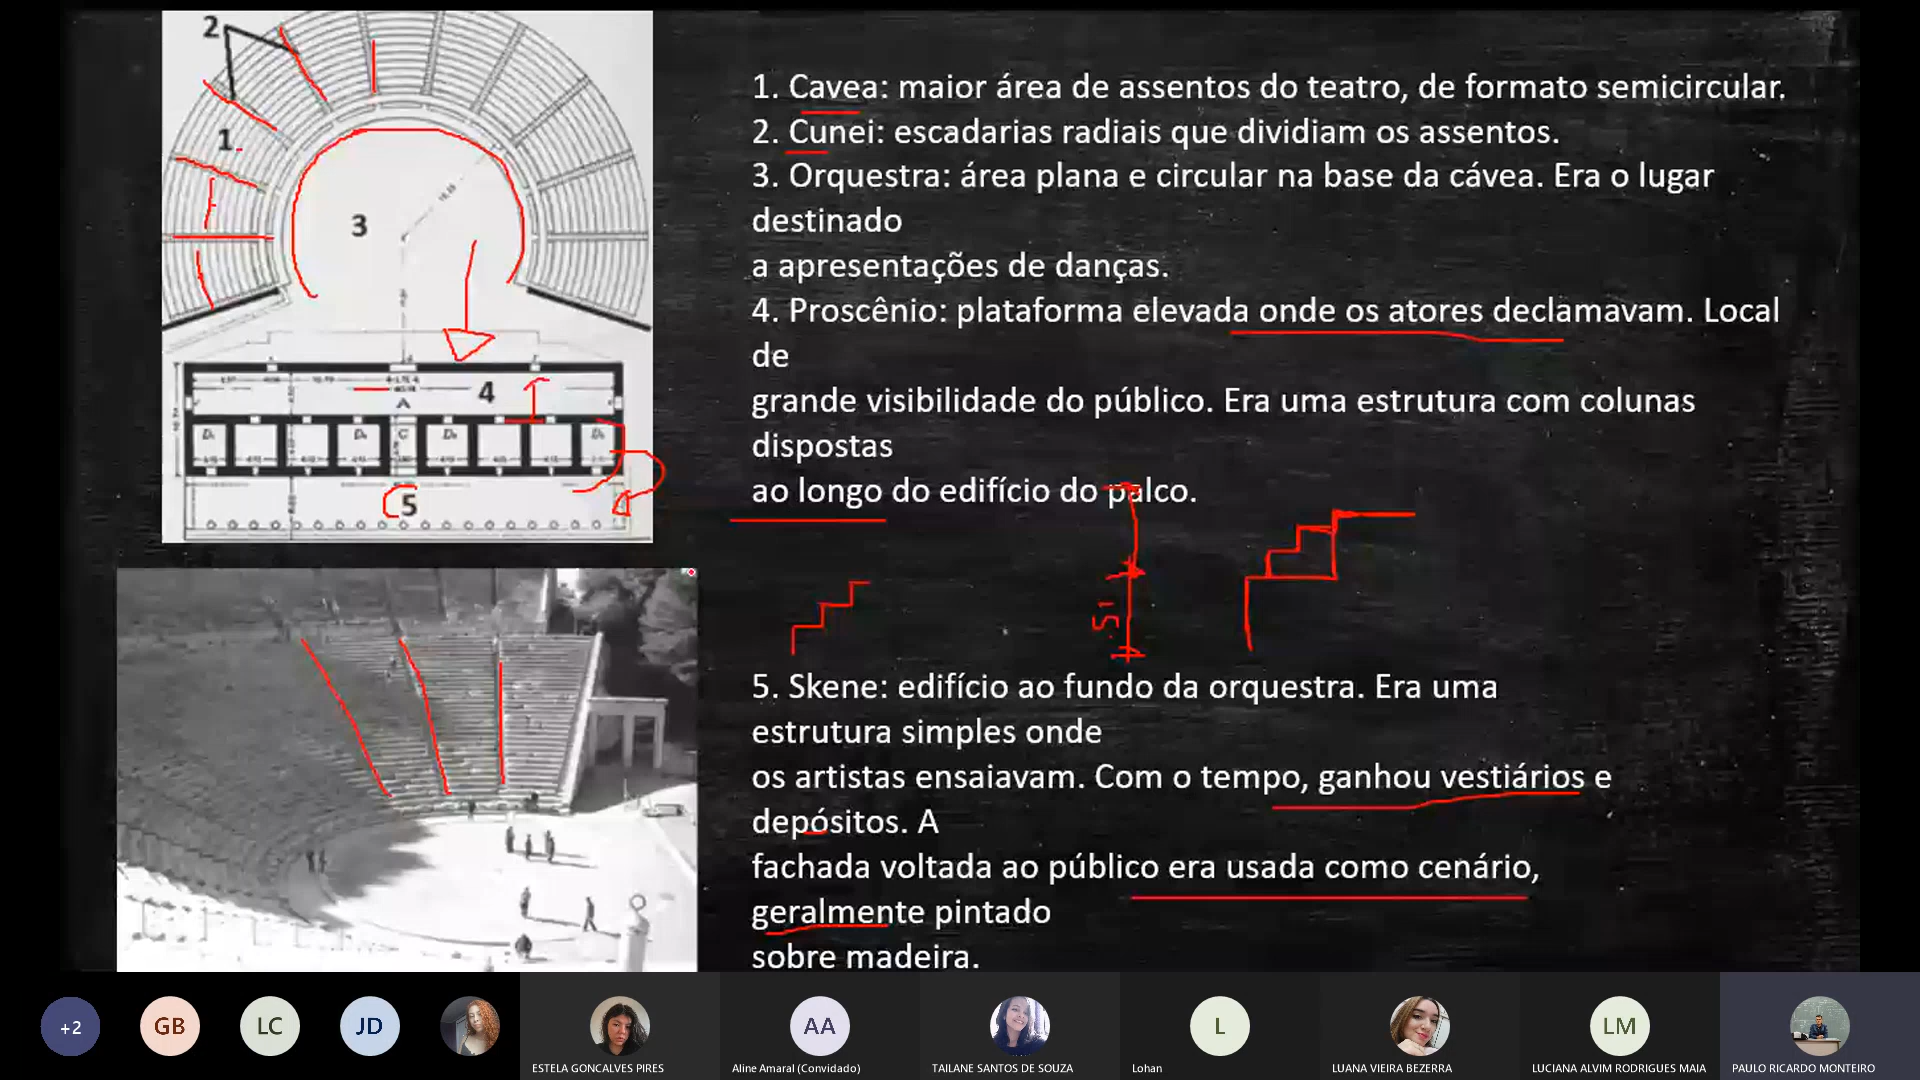 2
1
3
4
A
D₁
D₄
C
D₅
5
1. Cavea: maior área de assentos do teatro, de formato semicircular.
2. Cunei: escadarias radiais que dividiam os assentos.
3. Orquestra: área plana e circular na base da cávea. Era o lugar
destinado
a apresentações de danças.
4. Proscênio: plataforma elevada onde os atores declamavam. Local
de
grande visibilidade do público. Era uma estrutura com colunas
dispostas
ao longo do edifício do palco.
5. Skene: edifício ao fundo da orquestra. Era uma
estrutura simples onde
os artistas ensaiavam. Com o tempo, ganhou vestiários e
depósitos. A
fachada voltada ao público era usada como cenário,
geralmente pintado
sobre madeira.
+2
GB
LC
JD
AA
L
LM
ESTELA GONCALVES PIRES
Aline Amaral (Convidado)
TAILANE SANTOS DE SOUZA
Lohan
LUANA VIEIRA BEZERRA
LUCIANA ALVIM RODRIGUES MAIA
PAULO RICARDO MONTEIRO